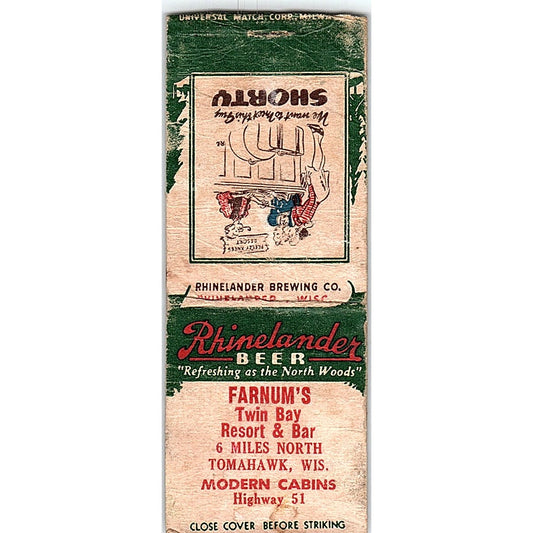 UNIVERSAL MATCH CORP., MILW
We want to Meet this Guy
SHORTY
RHINELANDER BREWING CO.
RHINELANDER, WISC
Rhinelander
BEER
"Refreshing as the North Woods"
FARNUM'S
Twin Bay
Resort & Bar
6 MILES NORTH
TOMAHAWK, WIS.
MODERN CABINS
Highway 51
CLOSE COVER BEFORE STRIKING